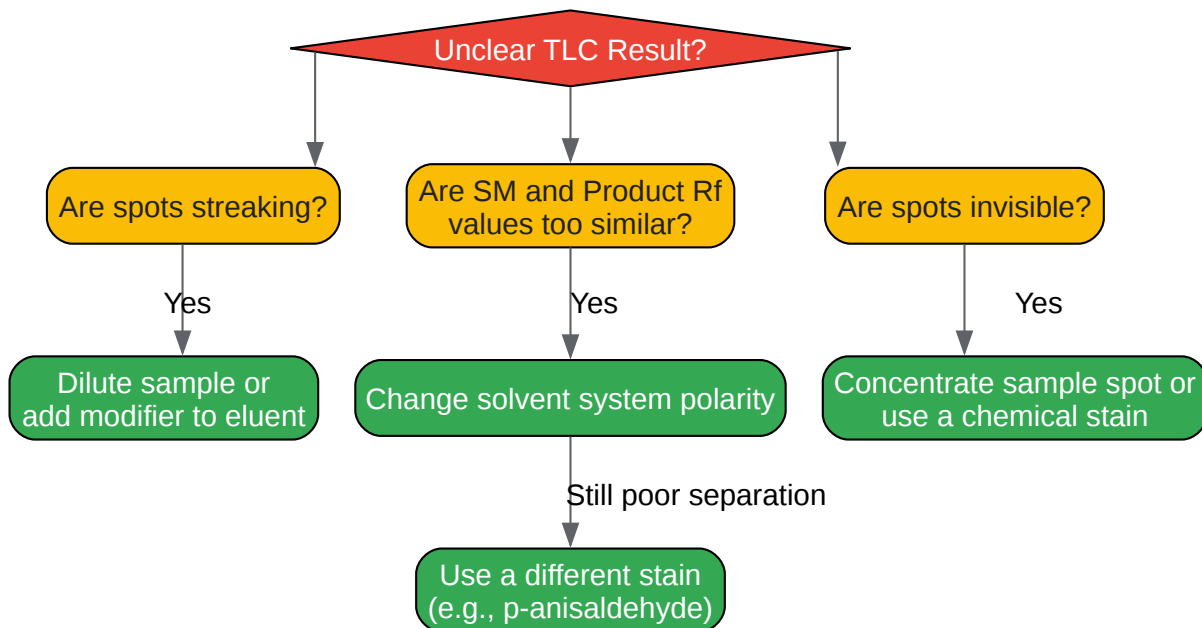 Unclear TLC Result?
Are spots streaking?
Are SM and Product Rf
values too similar?
Are spots invisible?
Yes
Yes
Yes
Dilute sample or
add modifier to eluent
Change solvent system polarity
Concentrate sample spot or
use a chemical stain
Still poor separation
Use a different stain
(e.g., p-anisaldehyde)